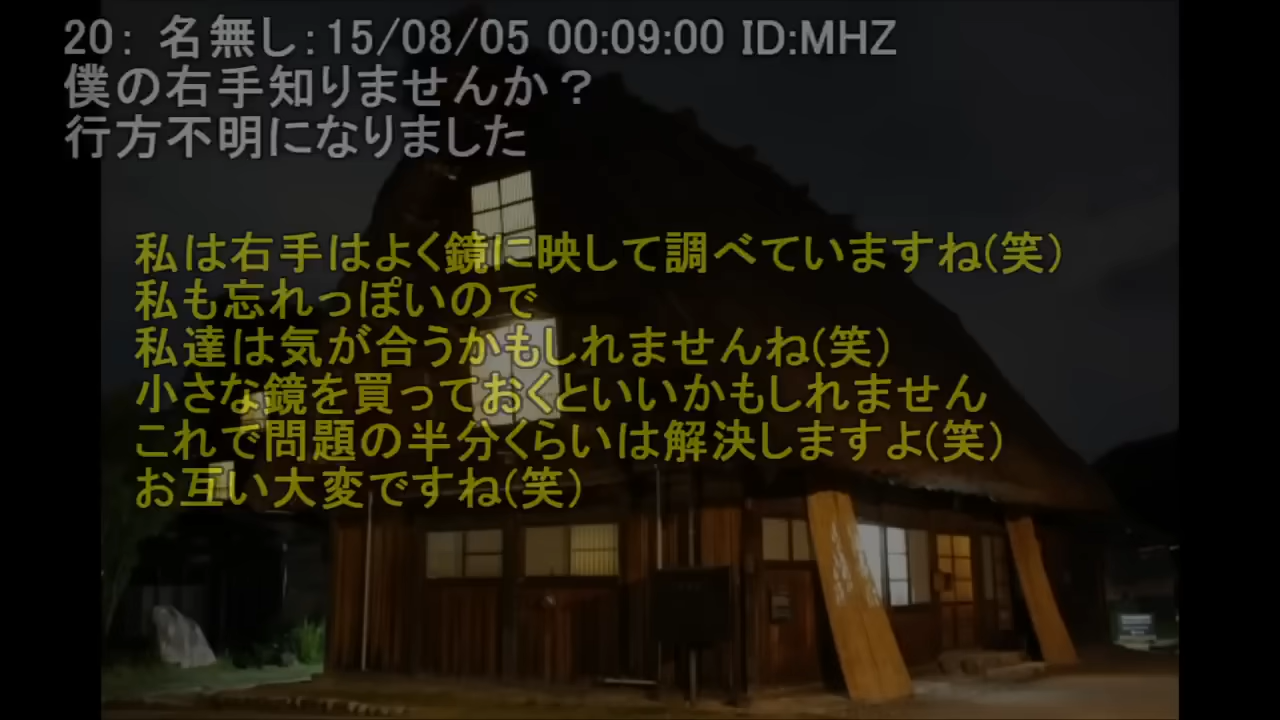 20: 名無し:15/08/05 00:09:00 ID:MHZ
僕の右手知りませんか？
行方不明になりました
私は右手はよく鏡に映して調べていますね(笑)
私も忘れっぽいので
私達は気が合うかもしれませんね(笑)
小さな鏡を買っておくといいかもしれません
これで問題の半分くらいは解決しますよ(笑)
お互い大変ですね(笑)